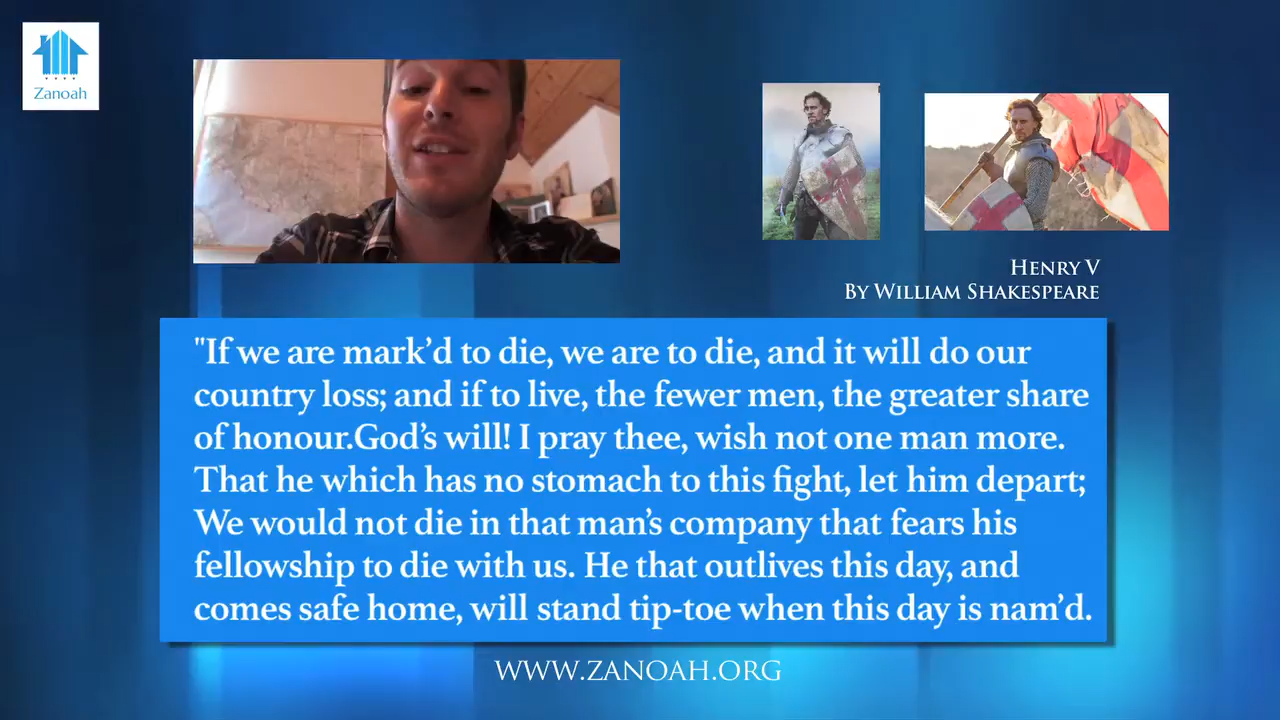 Zanoah
Henry V
By William Shakespeare
"If we are mark’d to die, we are to die, and it will do our
country loss; and if to live, the fewer men, the greater share
of honour.God’s will! I pray thee, wish not one man more.
That he which has no stomach to this fight, let him depart;
We would not die in that man’s company that fears his
fellowship to die with us. He that outlives this day, and
comes safe home, will stand tip-toe when this day is nam’d.
www.zanoah.org